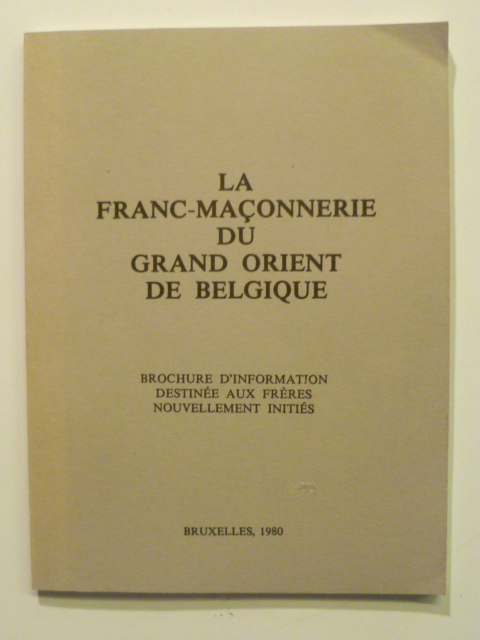 LA
FRANC-MAÇONNERIE
DU
GRAND ORIENT
DE BELGIQUE
BROCHURE D'INFORMATION
DESTINÉE AUX FRÈRES
NOUVELLEMENT INITIÉS
BRUXELLES, 1980